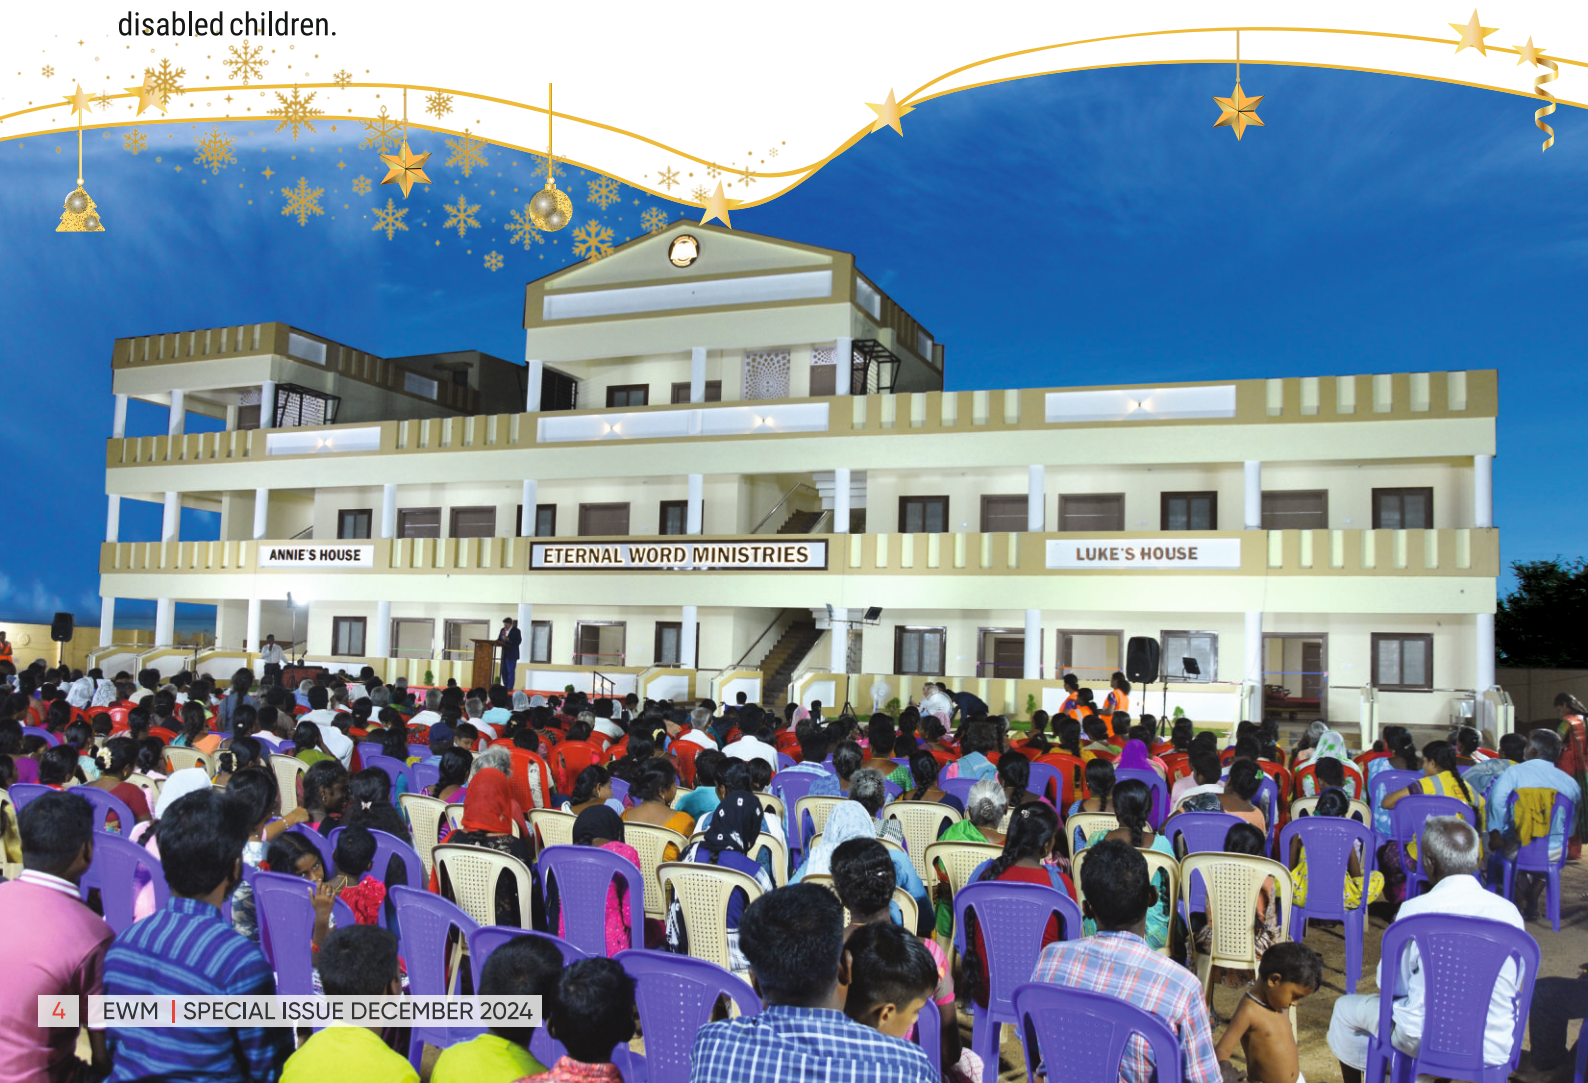 disabled children.
ANNIE'S HOUSE
ETERNAL WORD MINISTRIES
LUKE'S HOUSE
4 EWM | SPECIAL ISSUE DECEMBER 2024